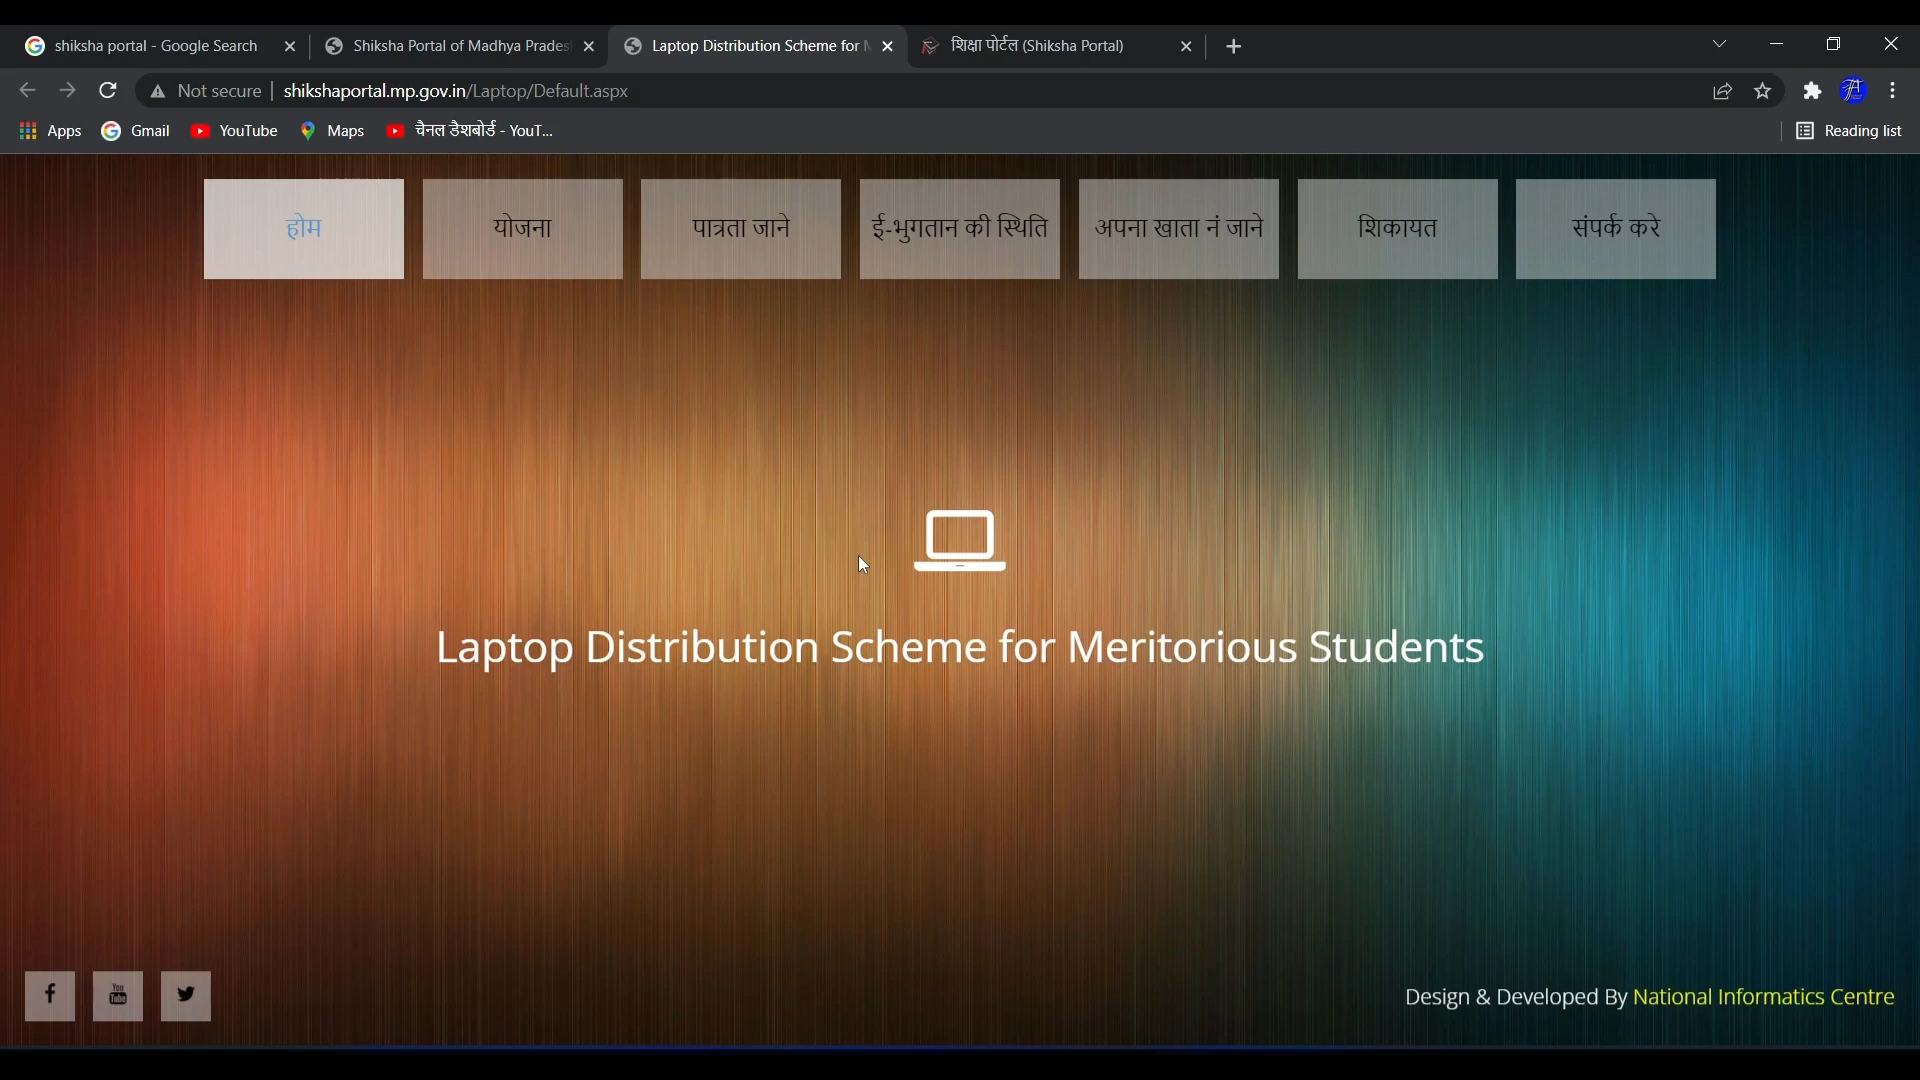 shiksha portal - Google Search
Shiksha Portal of Madhya Prades
Laptop Distribution Scheme for M
शिक्षा पोर्टल (Shiksha Portal)
Not secure
shikshaportal.mp.gov.in/Laptop/Default.aspx
Apps
Gmail
YouTube
Maps
चैनल डैशबोर्ड - YouT...
Reading list
होम
योजना
पात्रता जाने
ई-भुगतान की स्थिति
अपना खाता नं जाने
शिकायत
संपर्क करे
Laptop Distribution Scheme for Meritorious Students
You
Tube
Design & Developed By National Informatics Centre